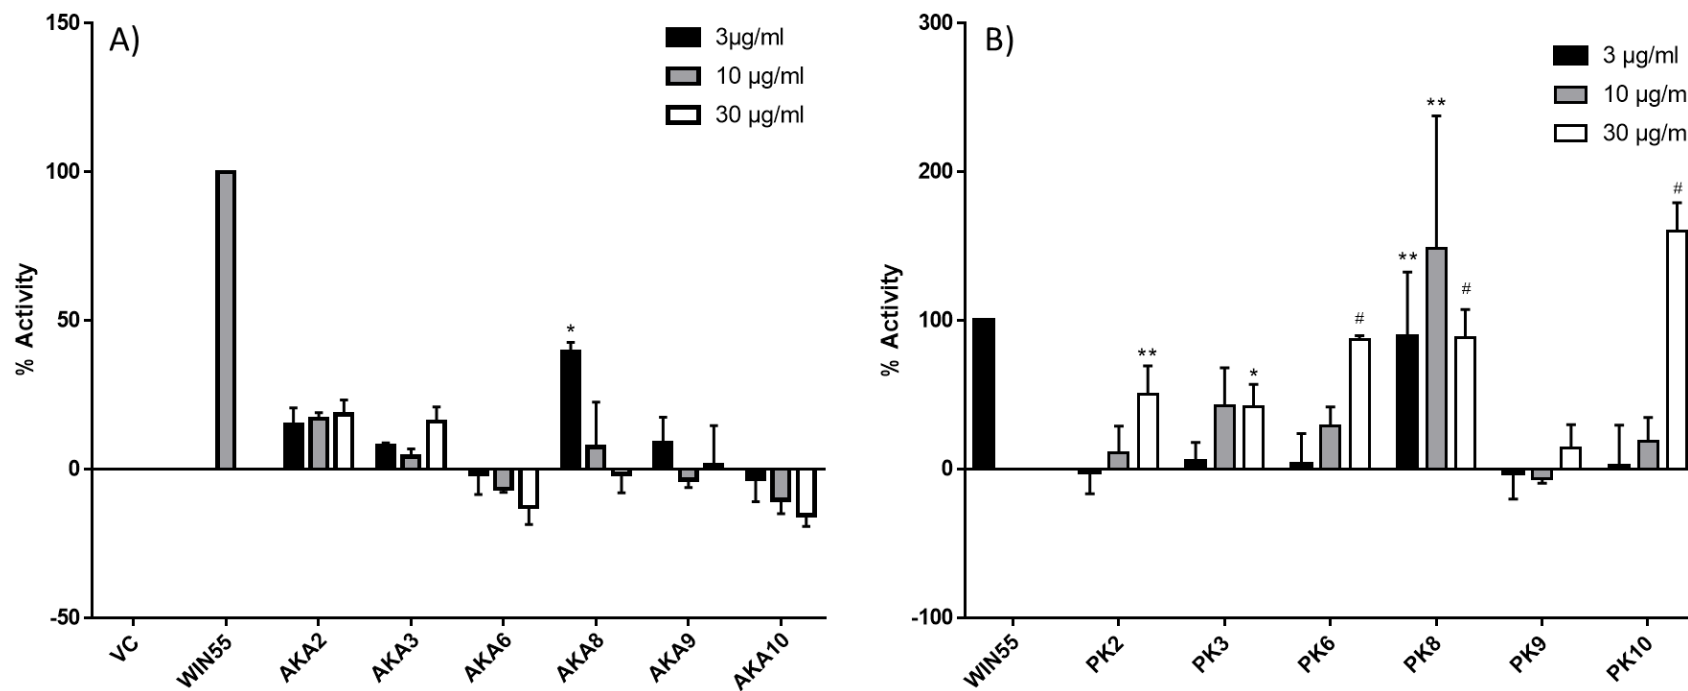 A)
3µg/ml
10 µg/ml
30 µg/ml
150
100
50
0
-50
% Activity
*
VC
WIN55
AKA2
AKA3
AKA6
AKA8
AKA9
AKA10
B)
3 µg/ml
10 µg/m
30 µg/m
300
200
100
0
-100
% Activity
**
*
#
**
**
#
#
WIN55
PK2
PK3
PK6
PK8
PK9
PK10